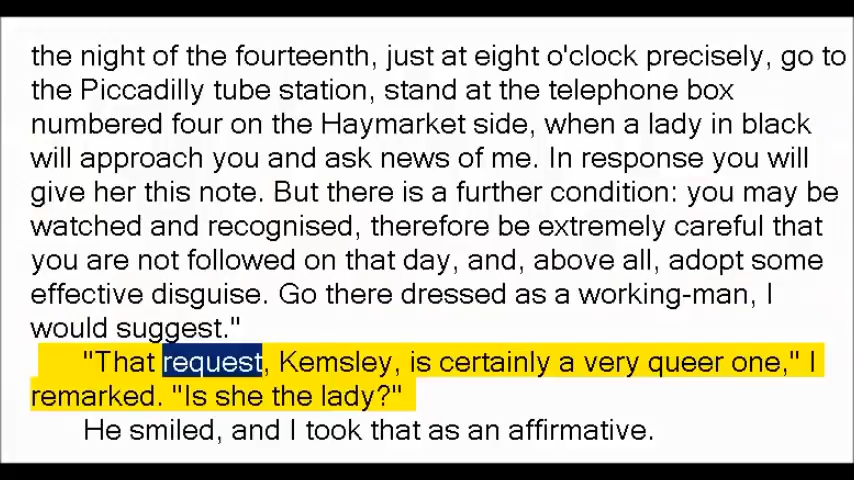 the night of the fourteenth, just at eight o'clock precisely, go to
the Piccadilly tube station, stand at the telephone box
numbered four on the Haymarket side, when a lady in black
will approach you and ask news of me. In response you will
give her this note. But there is a further condition: you may be
watched and recognised, therefore be extremely careful that
you are not followed on that day, and, above all, adopt some
effective disguise. Go there dressed as a working-man, I
would suggest."
"That request, Kemsley, is certainly a very queer one," I
remarked. "Is she the lady?"
He smiled, and I took that as an affirmative.